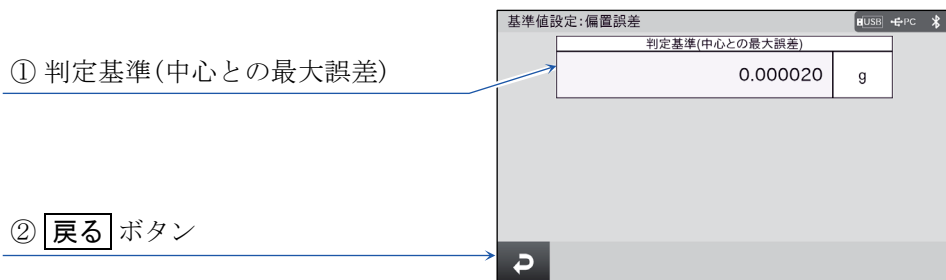 基準値設定:偏置誤差
USB PC
判定基準(中心との最大誤差)
0.000020 g
① 判定基準(中心との最大誤差)
② 戻る ボタン